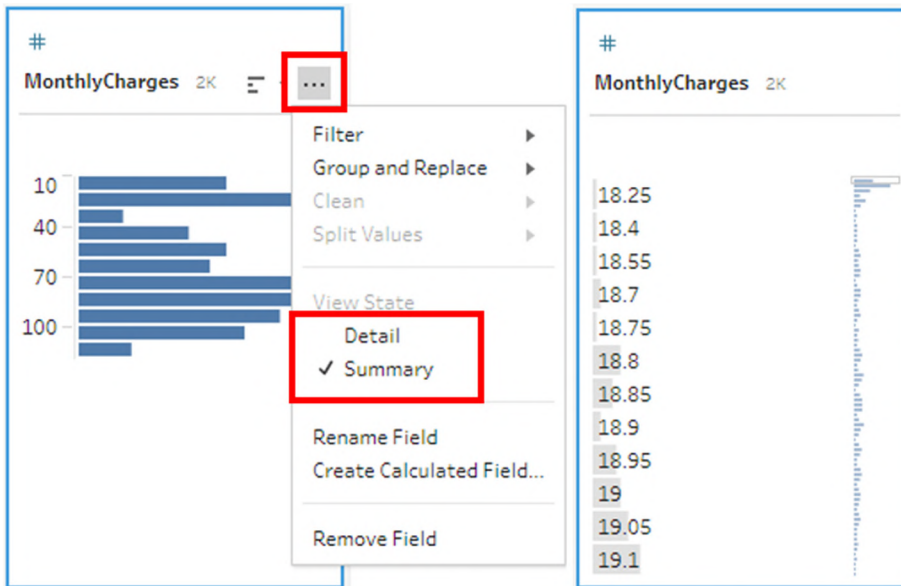 #
MonthlyCharges 2K
...
10
40
70
100
Filter
Group and Replace
Clean
Split Values
View State
Detail
✓ Summary
Rename Field
Create Calculated Field...
Remove Field
#
MonthlyCharges 2K
18.25
18.4
18.55
18.7
18.75
18.8
18.85
18.9
18.95
19
19.05
19.1